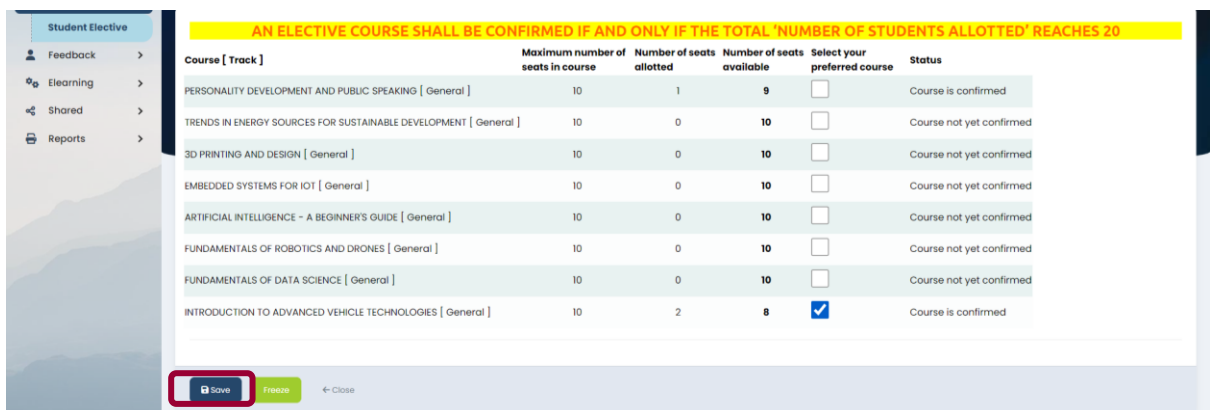 Student Elective
Feedback
Elearning
Shared
Reports
AN ELECTIVE COURSE SHALL BE CONFIRMED IF AND ONLY IF THE TOTAL 'NUMBER OF STUDENTS ALLOTTED' REACHES 20
Course [ Track ] Maximum number of seats in course Number of seats allotted Number of seats available Select your preferred course Status
PERSONALITY DEVELOPMENT AND PUBLIC SPEAKING [ General ] 10 1 9 Course is confirmed
TRENDS IN ENERGY SOURCES FOR SUSTAINABLE DEVELOPMENT [ General ] 10 0 10 Course not yet confirmed
3D PRINTING AND DESIGN [ General ] 10 0 10 Course not yet confirmed
EMBEDDED SYSTEMS FOR IOT [ General ] 10 0 10 Course not yet confirmed
ARTIFICIAL INTELLIGENCE - A BEGINNER'S GUIDE [ General ] 10 0 10 Course not yet confirmed
FUNDAMENTALS OF ROBOTICS AND DRONES [ General ] 10 0 10 Course not yet confirmed
FUNDAMENTALS OF DATA SCIENCE [ General ] 10 0 10 Course not yet confirmed
INTRODUCTION TO ADVANCED VEHICLE TECHNOLOGIES [ General ] 10 2 8 Course is confirmed
Save Freeze ← Close